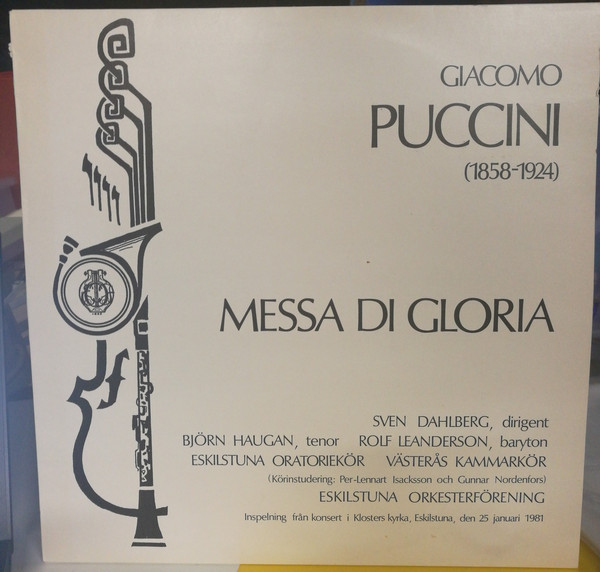 GIACOMO
PUCCINI
(1858-1924)
MESSA DI GLORIA
SVEN DAHLBERG, dirigent
BJÖRN HAUGAN, tenor ROLF LEANDERSON, baryton
ESKILSTUNA ORATORIEKÖR VÄSTERÅS KAMMARKÖR
(Körinstudering: Per-Lennart Isacksson och Gunnar Nordenfors)
ESKILSTUNA ORKESTERFÖRENING
Inspelning från konsert i Klosters kyrka, Eskilstuna, den 25 januari 1981